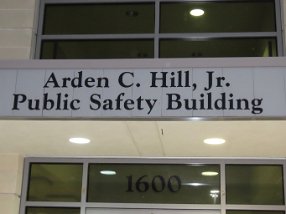 Arden C. Hill, Jr.
Public Safety Building
1600